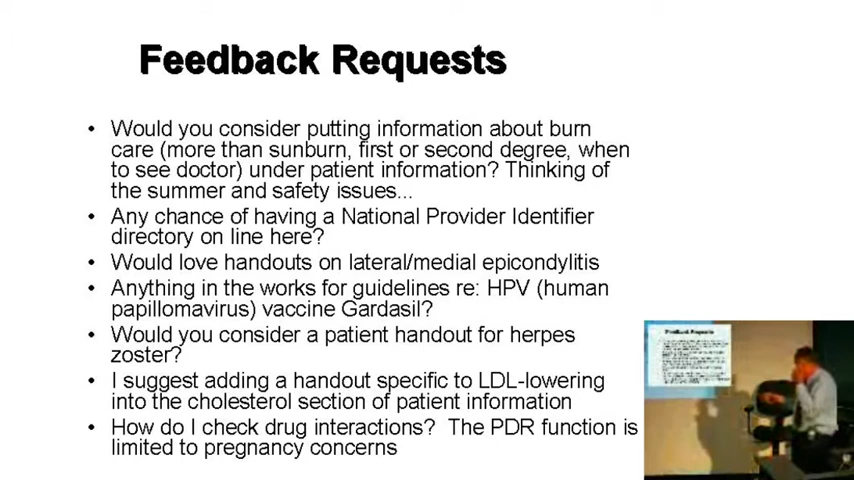 Feedback Requests
• Would you consider putting information about burn
care (more than sunburn, first or second degree, when
to see doctor) under patient information? Thinking of
the summer and safety issues...
• Any chance of having a National Provider Identifier
directory on line here?
• Would love handouts on lateral/medial epicondylitis
• Anything in the works for guidelines re: HPV (human
papillomavirus) vaccine Gardasil?
• Would you consider a patient handout for herpes
zoster?
• I suggest adding a handout specific to LDL-lowering
into the cholesterol section of patient information
• How do I check drug interactions?  The PDR function is
limited to pregnancy concerns
Feedback Requests